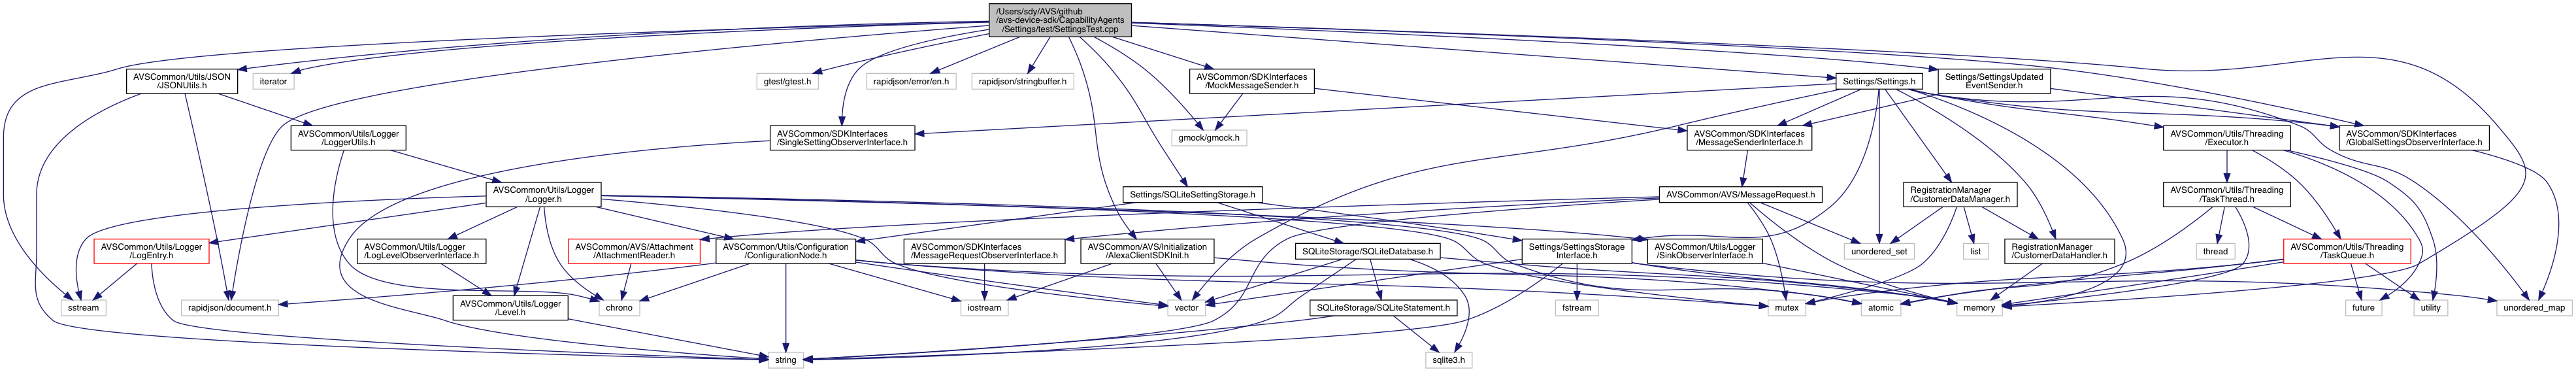 /Users/sdy/AVS/github
/avs-device-sdk/CapabilityAgents
/Settings/test/SettingsTest.cpp
AVSCommon/Utils/JSON
/JSONUtils.h
iterator
gtest/gtest.h
rapidjson/error/en.h
rapidjson/stringbuffer.h
AVSCommon/SDKInterfaces
/MockMessageSender.h
Settings/Settings.h
Settings/SettingsUpdated
EventSender.h
AVSCommon/Utils/Logger
/LoggerUtils.h
AVSCommon/SDKInterfaces
/SingleSettingObserverInterface.h
gmock/gmock.h
AVSCommon/SDKInterfaces
/MessageSenderInterface.h
AVSCommon/Utils/Threading
/Executor.h
AVSCommon/SDKInterfaces
/GlobalSettingsObserverInterface.h
AVSCommon/Utils/Logger
/Logger.h
Settings/SQLiteSettingStorage.h
AVSCommon/AVS/MessageRequest.h
RegistrationManager
/CustomerDataManager.h
AVSCommon/Utils/Threading
/TaskThread.h
AVSCommon/Utils/Logger
/LogEntry.h
AVSCommon/Utils/Logger
/LogLevelObserverInterface.h
AVSCommon/AVS/Attachment
/AttachmentReader.h
AVSCommon/Utils/Configuration
/ConfigurationNode.h
AVSCommon/SDKInterfaces
/MessageRequestObserverInterface.h
AVSCommon/AVS/Initialization
/AlexaClientSDKInit.h
SQLiteStorage/SQLiteDatabase.h
Settings/SettingsStorage
Interface.h
AVSCommon/Utils/Logger
/SinkObserverInterface.h
unordered_set
list
RegistrationManager
/CustomerDataHandler.h
thread
AVSCommon/Utils/Threading
/TaskQueue.h
sstream
rapidjson/document.h
AVSCommon/Utils/Logger
/Level.h
chrono
iostream
vector
SQLiteStorage/SQLiteStatement.h
fstream
mutex
atomic
memory
future
utility
unordered_map
string
sqlite3.h